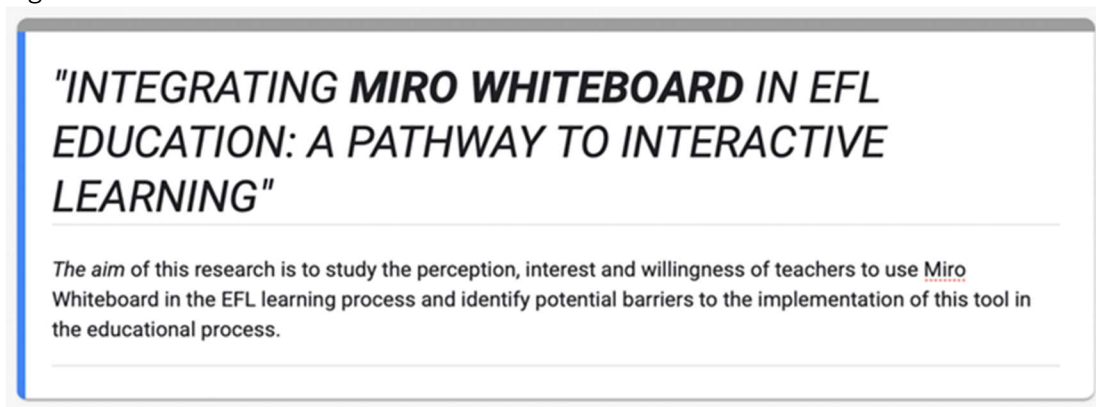 "INTEGRATING MIRO WHITEBOARD IN EFL
EDUCATION: A PATHWAY TO INTERACTIVE
LEARNING"
The aim of this research is to study the perception, interest and willingness of teachers to use Miro
Whiteboard in the EFL learning process and identify potential barriers to the implementation of this tool in
the educational process.